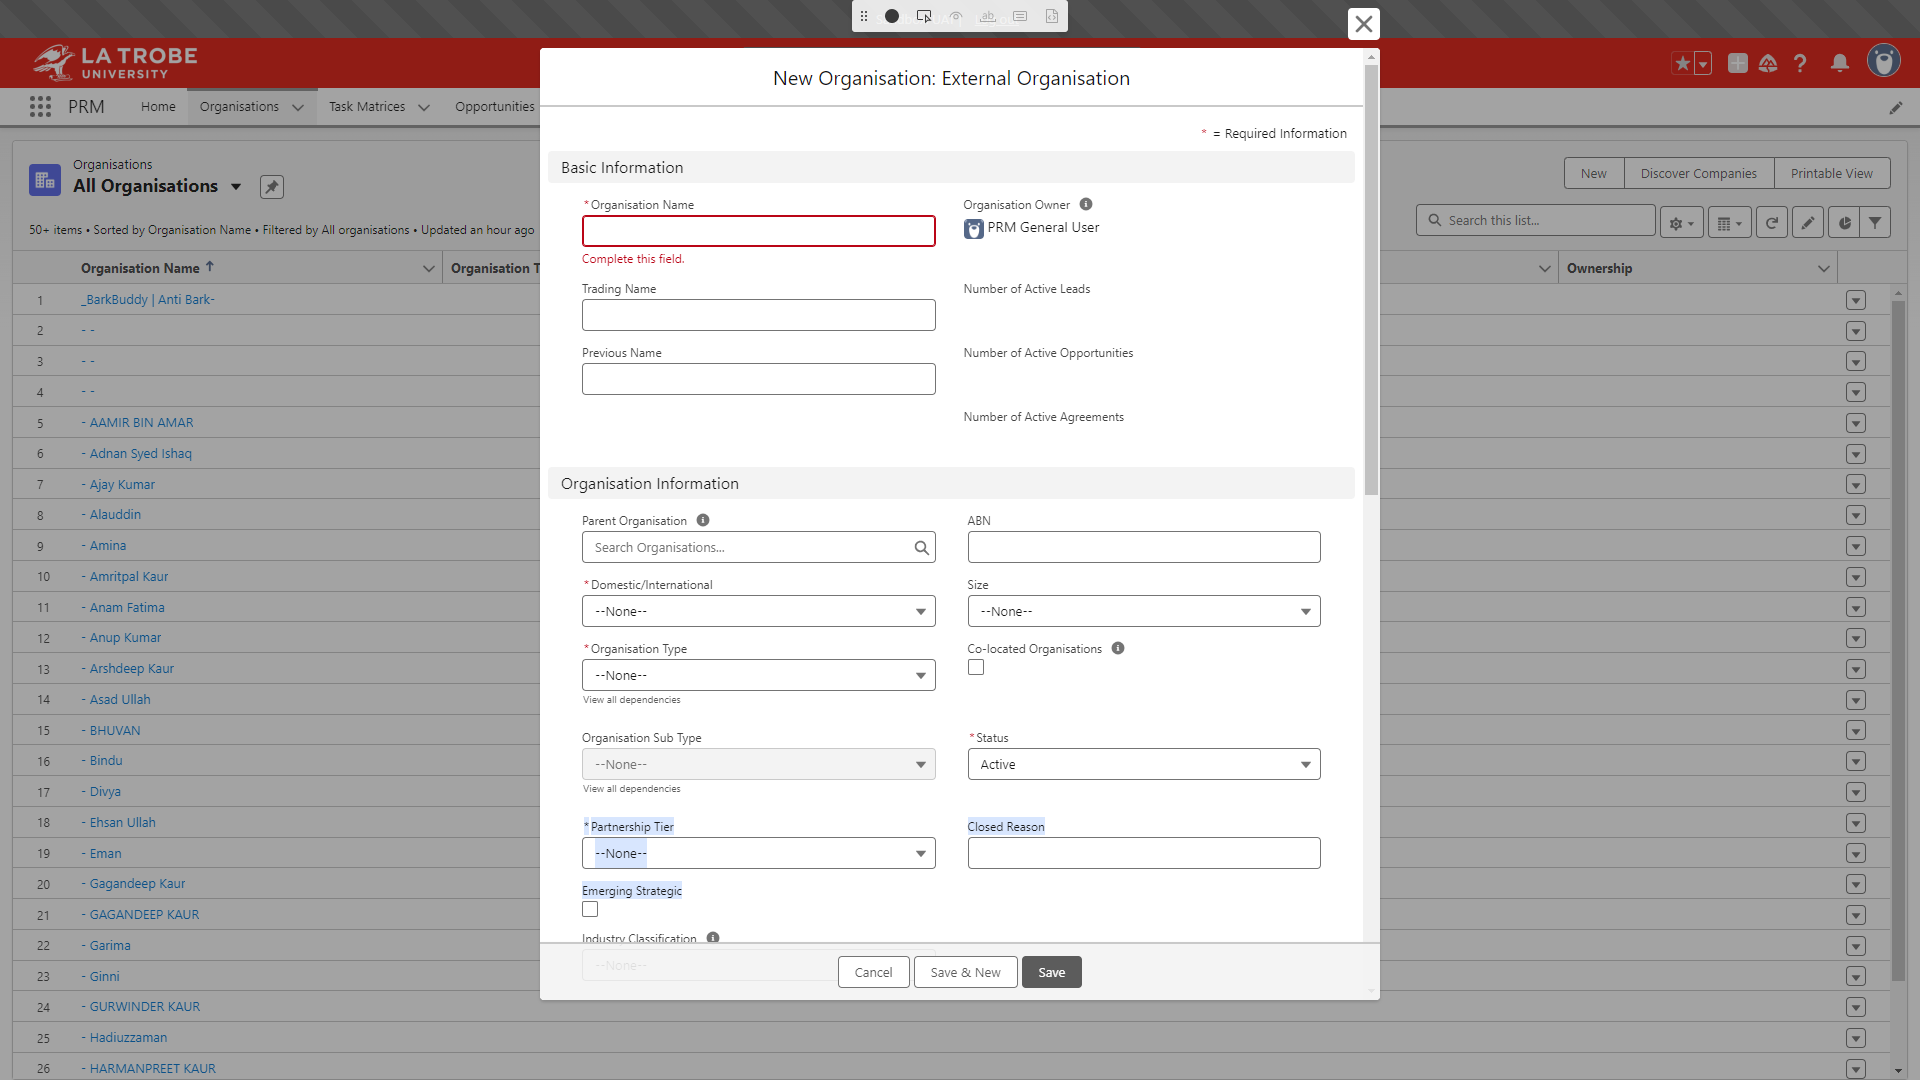 LA TROBE
UNIVERSITY
PRM
Home
Organisations
Task Matrices
Opportunities
Organisations
All Organisations
New
Discover Companies
Printable View
50+ items • Sorted by Organisation Name • Filtered by All organisations • Updated an hour ago
Search this list...
Organisation Name
Organisation T
Ownership
1 _BarkBuddy | Anti Bark-
2 - -
3 - -
4 - -
5 - AAMIR BIN AMAR
6 - Adnan Syed Ishaq
7 - Ajay Kumar
8 - Alauddin
9 - Amina
10 - Amritpal Kaur
11 - Anam Fatima
12 - Anup Kumar
13 - Arshdeep Kaur
14 - Asad Ullah
15 - BHUVAN
16 - Bindu
17 - Divya
18 - Ehsan Ullah
19 - Eman
20 - Gagandeep Kaur
21 - GAGANDEEP KAUR
22 - Garima
23 - Ginni
24 - GURWINDER KAUR
25 - Hadiuzzaman
26 - HARMANPREET KAUR
New Organisation: External Organisation
* = Required Information
Basic Information
*Organisation Name
Complete this field.
Organisation Owner
PRM General User
Trading Name
Number of Active Leads
Previous Name
Number of Active Opportunities
Number of Active Agreements
Organisation Information
Parent Organisation
Search Organisations...
ABN
*Domestic/International
--None--
Size
--None--
*Organisation Type
--None--
View all dependencies
Co-located Organisations
Organisation Sub Type
--None--
View all dependencies
*Status
Active
*Partnership Tier
--None--
Closed Reason
Emerging Strategic
Industry Classification
--None--
Cancel
Save & New
Save